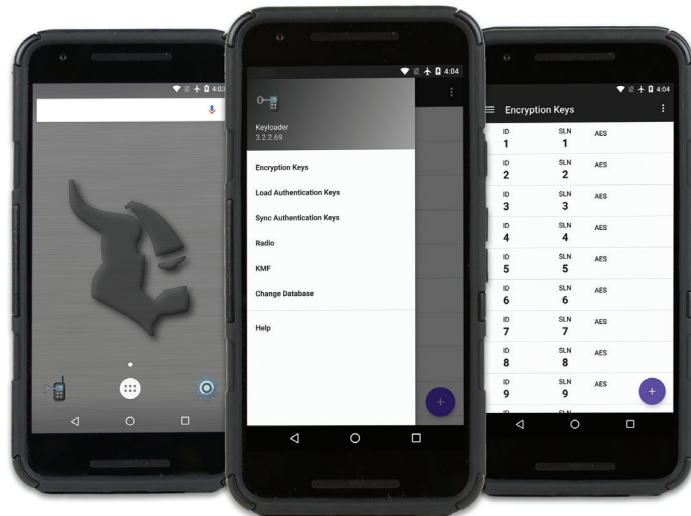 4:03
4:04
Keyloader
3.2.2.69
Encryption Keys
Load Authentication Keys
Sync Authentication Keys
Radio
KMF
Change Database
Help
4:04
Encryption Keys
ID SLN AES
1 1
ID SLN AES
2 2
ID SLN AES
3 3
ID SLN AES
4 4
ID SLN AES
5 5
ID SLN AES
6 6
ID SLN AES
7 7
ID SLN AES
8 8
ID SLN AES
9 9
ID SLN